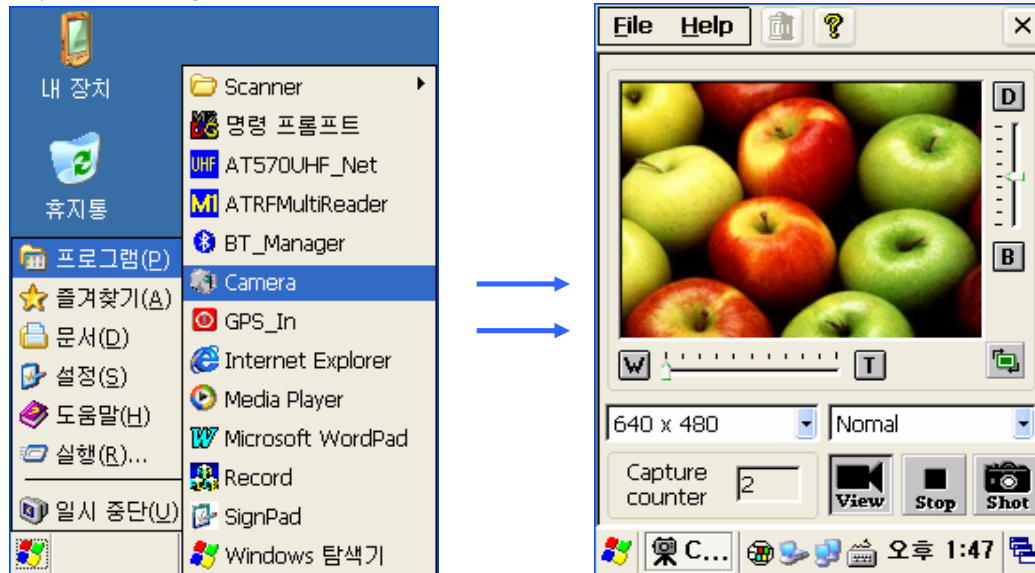 내 장치
휴지통
프로그램(P)
즐겨찾기(A)
문서(D)
설정(S)
도움말(H)
실행(R)...
일시 중단(U)
Scanner
명령 프롬프트
UHF AT570UHF_Net
M1 ATRFMultiReader
BT_Manager
Camera
GPS_In
Internet Explorer
Media Player
Microsoft WordPad
Record
SignPad
Windows 탐색기
File Help
D
B
W T
640 x 480 Nomal
Capture
counter 2
View Stop Shot
C... 오후 1:47